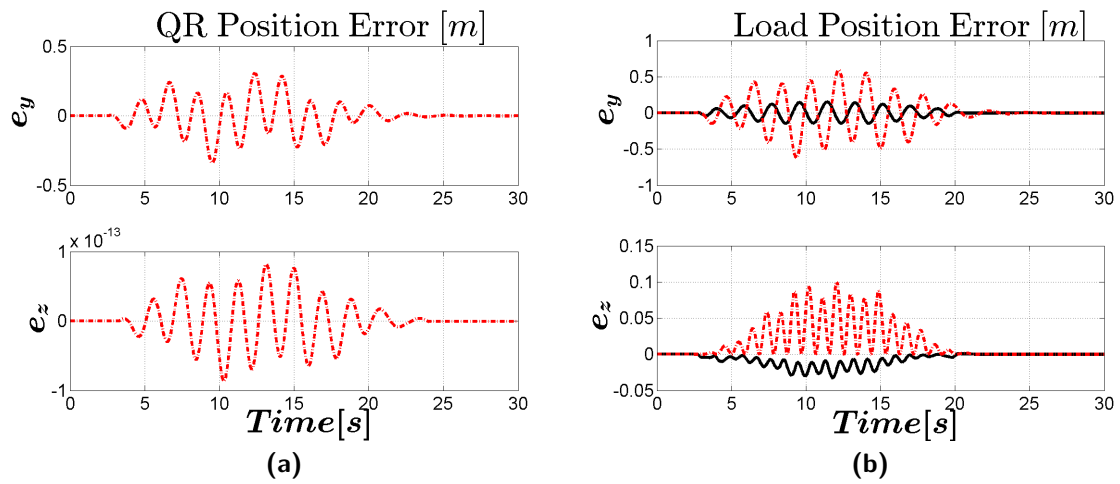 QR Position Error [m]
0.5
0
-0.5
e_y
0 5 10 15 20 25 30
1 x 10^-13
0
-1
e_z
0 5 10 15 20 25 30
Time[s]
(a)
Load Position Error [m]
1
0.5
0
-0.5
-1
e_y
0 5 10 15 20 25 30
0.15
0.1
0.05
0
-0.05
e_z
0 5 10 15 20 25 30
Time[s]
(b)